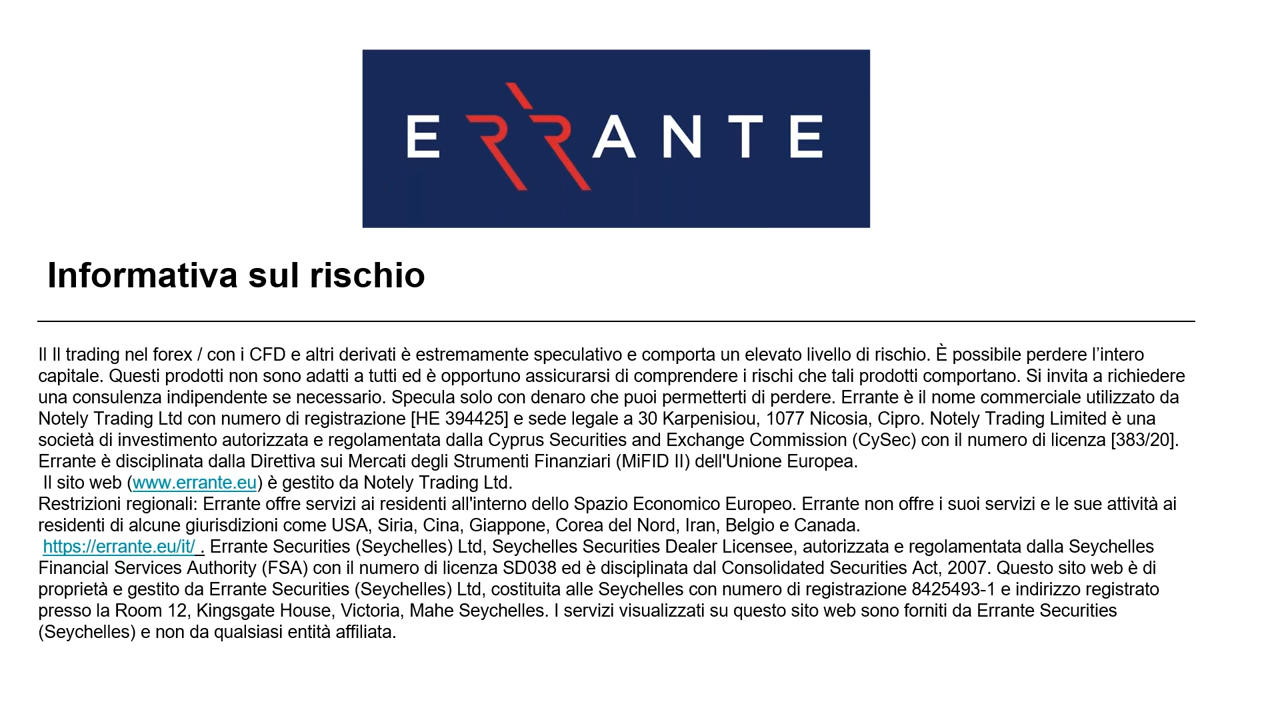 ERRANTE
Informativa sul rischio
Il Il trading nel forex / con i CFD e altri derivati è estremamente speculativo e comporta un elevato livello di rischio. È possibile perdere l’intero
capitale. Questi prodotti non sono adatti a tutti ed è opportuno assicurarsi di comprendere i rischi che tali prodotti comportano. Si invita a richiedere
una consulenza indipendente se necessario. Specula solo con denaro che puoi permetterti di perdere. Errante è il nome commerciale utilizzato da
Notely Trading Ltd con numero di registrazione [HE 394425] e sede legale a 30 Karpenisiou, 1077 Nicosia, Cipro. Notely Trading Limited è una
società di investimento autorizzata e regolamentata dalla Cyprus Securities and Exchange Commission (CySec) con il numero di licenza [383/20].
Errante è disciplinata dalla Direttiva sui Mercati degli Strumenti Finanziari (MiFID II) dell'Unione Europea.
Il sito web (www.errante.eu) è gestito da Notely Trading Ltd.
Restrizioni regionali: Errante offre servizi ai residenti all'interno dello Spazio Economico Europeo. Errante non offre i suoi servizi e le sue attività ai
residenti di alcune giurisdizioni come USA, Siria, Cina, Giappone, Corea del Nord, Iran, Belgio e Canada.
https://errante.eu/it/ . Errante Securities (Seychelles) Ltd, Seychelles Securities Dealer Licensee, autorizzata e regolamentata dalla Seychelles
Financial Services Authority (FSA) con il numero di licenza SD038 ed è disciplinata dal Consolidated Securities Act, 2007. Questo sito web è di
proprietà e gestito da Errante Securities (Seychelles) Ltd, costituita alle Seychelles con numero di registrazione 8425493-1 e indirizzo registrato
presso la Room 12, Kingsgate House, Victoria, Mahe Seychelles. I servizi visualizzati su questo sito web sono forniti da Errante Securities
(Seychelles) e non da qualsiasi entità affiliata.